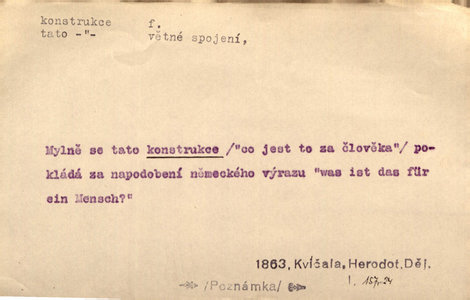 konstrukce f.
tato -"- větné spojení,
Mylně se tato konstrukce /"co jest to za člověka"/ po-
kládá za napodobení německého výrazu "was ist das für
ein Mensch?"
1863, Kvíčala, Herodot. Děj.
I. 157,24
/Poznámka/